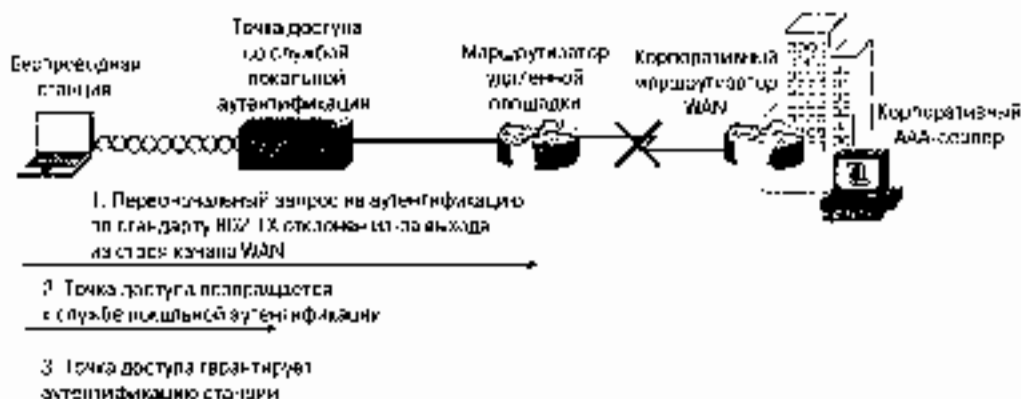 Беспроводная
станция
Точка доступа
со службой
локальной
аутентификации
Маршрутизатор
удаленной
площадки
Корпоративный
маршрутизатор
WAN
Корпоративный
ААА-сервер
1. Первоначальный запрос на аутентификацию
по стандарту 802.1X отклонен из-за выхода
из строя канала WAN
2. Точка доступа возвращается
к службе локальной аутентификации
3. Точка доступа гарантирует
аутентификацию станции